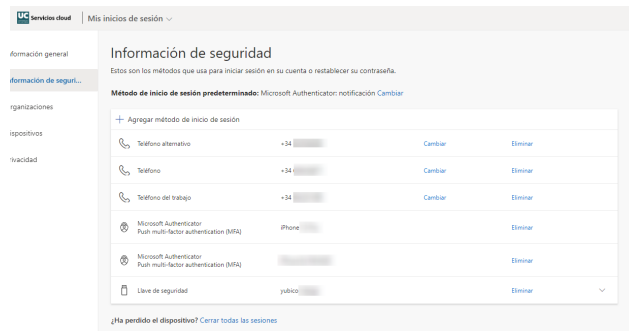 UC Servicios cloud
Mis inicios de sesión
nformación general
nformación de seguri...
rganizaciones
ispositivos
ivacidad
Información de seguridad
Estos son los métodos que usa para iniciar sesión en su cuenta o restablecer su contraseña.
Método de inicio de sesión predeterminado: Microsoft Authenticator: notificación Cambiar
+ Agregar método de inicio de sesión
Teléfono alternativo +34 Cambiar Eliminar
Teléfono +34 Cambiar Eliminar
Teléfono del trabajo +34 Cambiar Eliminar
Microsoft Authenticator
Push multi-factor authentication (MFA) iPhone Eliminar
Microsoft Authenticator
Push multi-factor authentication (MFA) Eliminar
Llave de seguridad yubico Eliminar
¿Ha perdido el dispositivo? Cerrar todas las sesiones